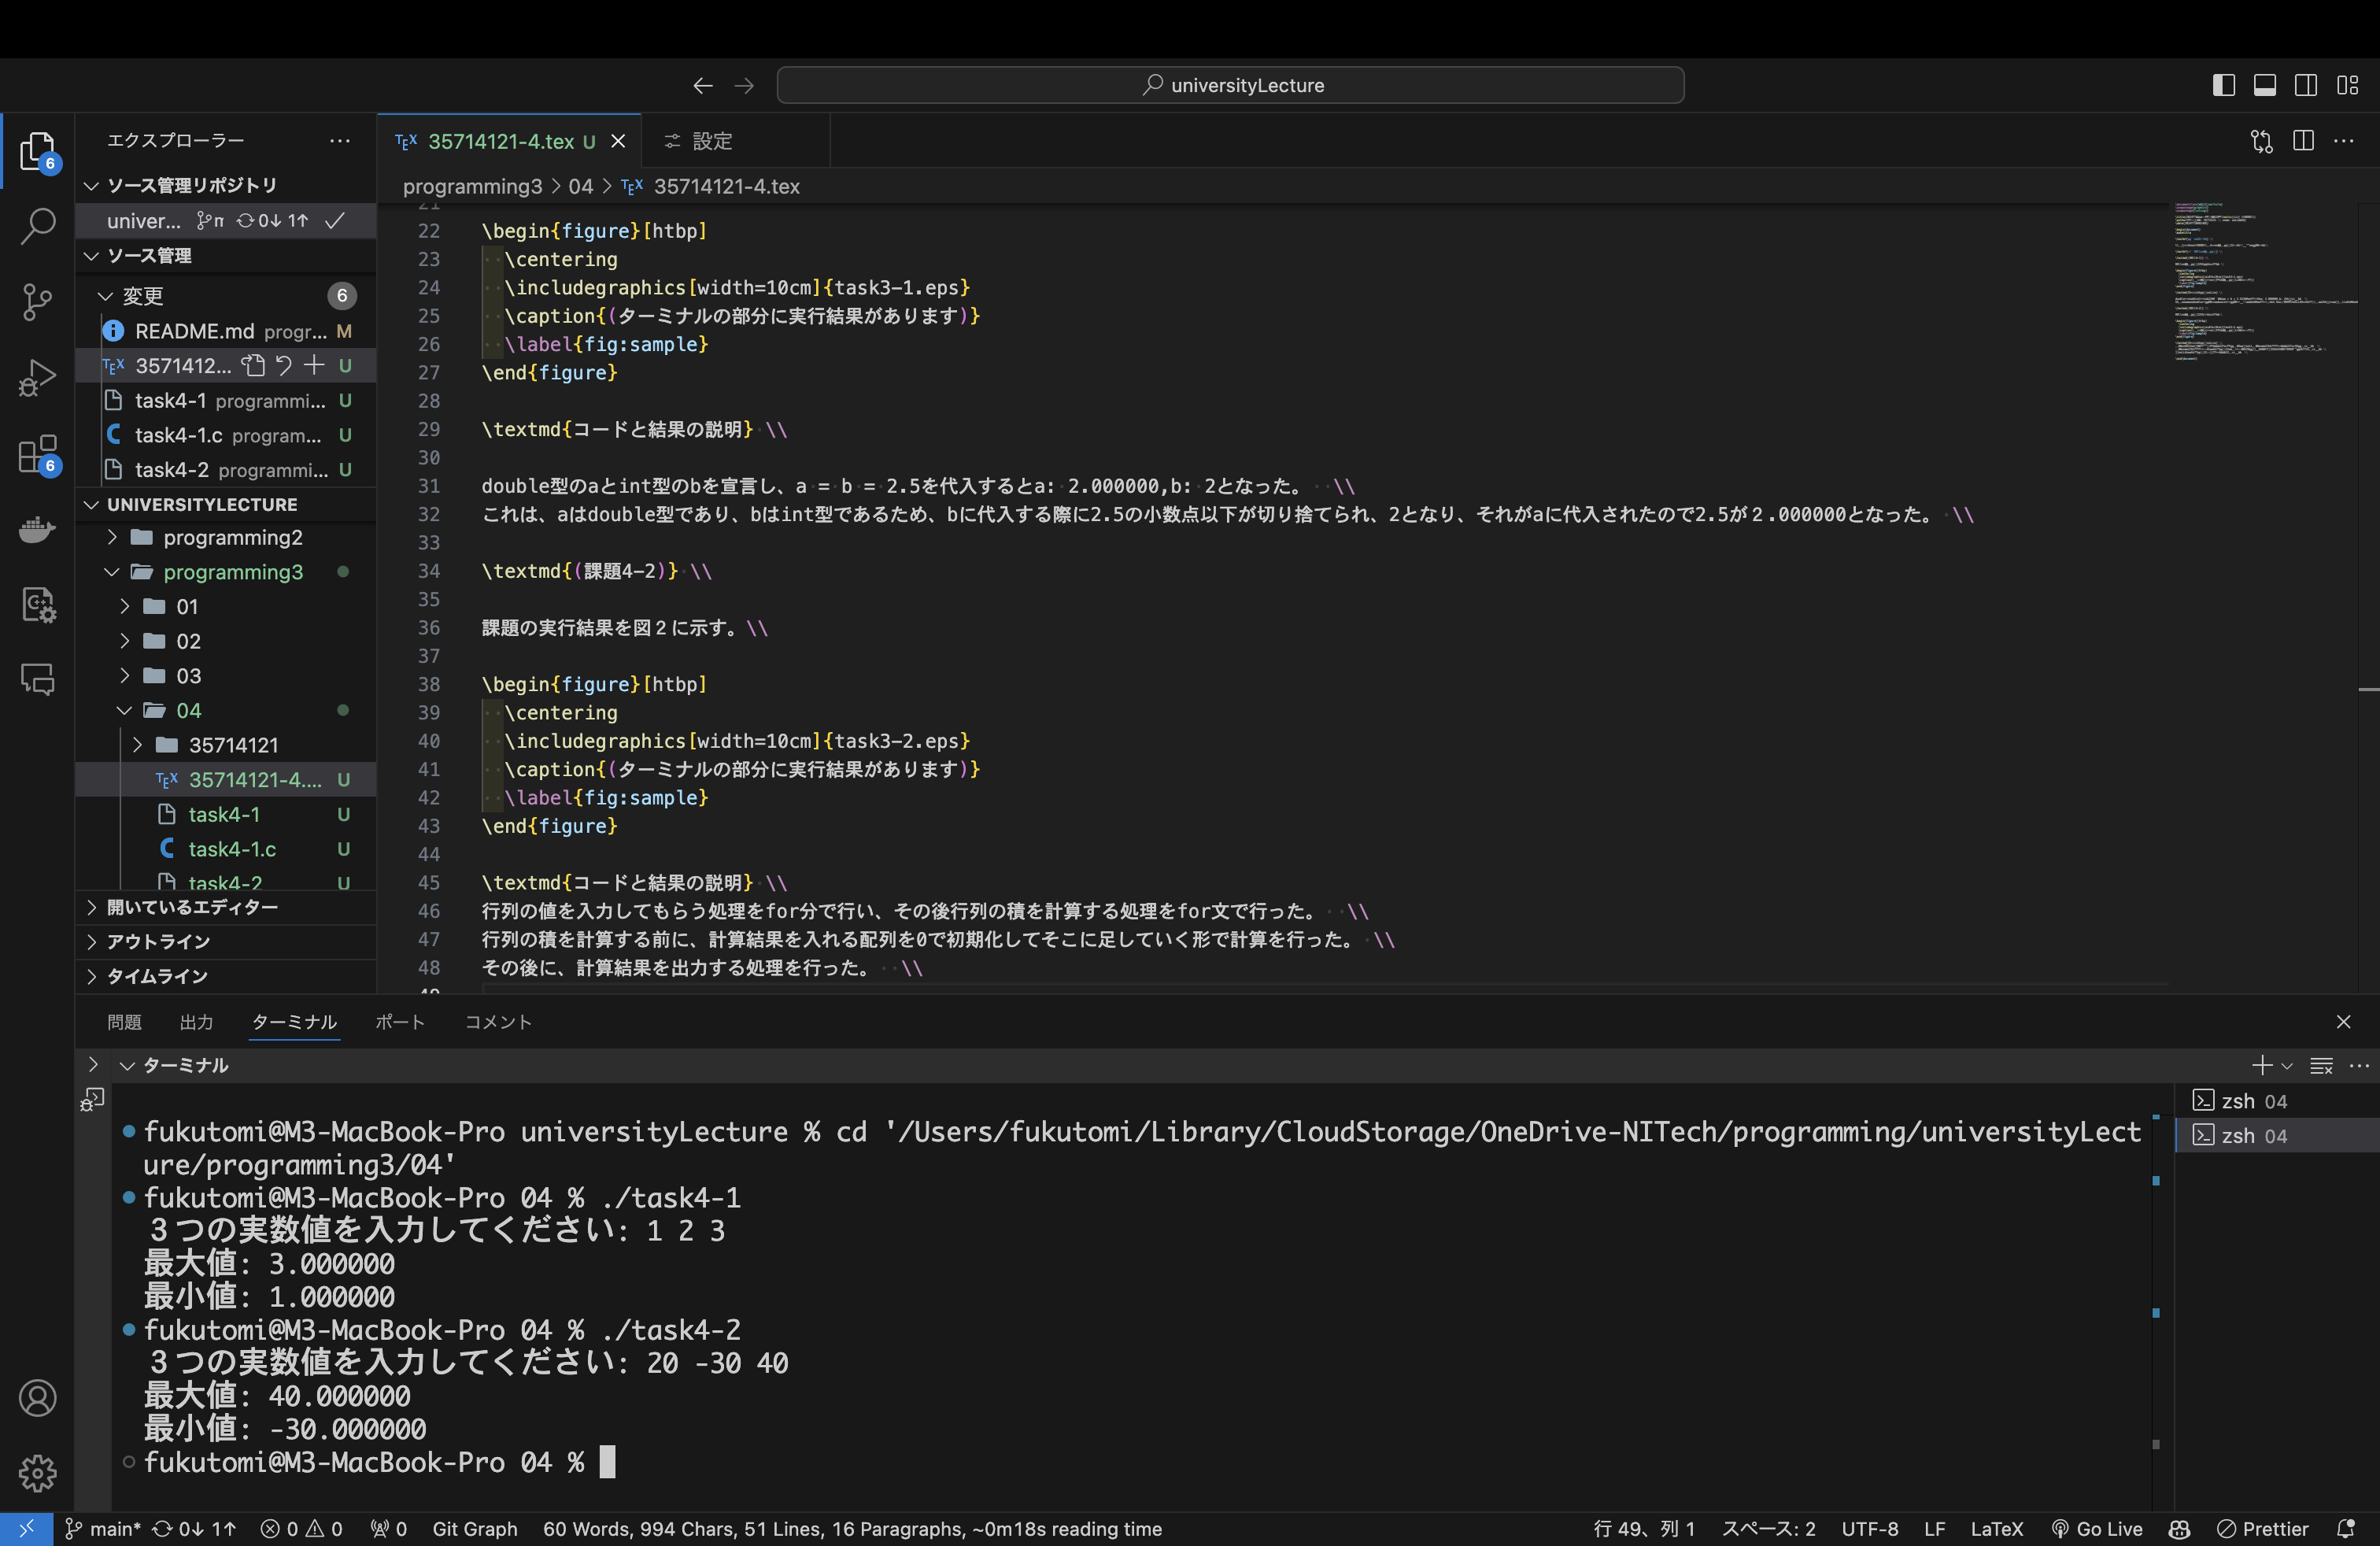 universityLecture
エクスプローラー
ソース管理リポジトリ
univer... 0↓ 1↑
ソース管理
変更 6
README.md progr... M
TEX 3571412... U
task4-1 programmi... U
C task4-1.c program... U
task4-2 programmi... U
UNIVERSITYLECTURE
programming2
programming3
01
02
03
04
35714121
TEX 35714121-4.... U
task4-1 U
C task4-1.c U
task4-2 U
開いているエディター
アウトライン
タイムライン
6
6
TEX 35714121-4.tex U
設定
programming3 > 04 > TEX 35714121-4.tex
21
22 \begin{figure}[htbp]
23 \centering
24 \includegraphics[width=10cm]{task3-1.eps}
25 \caption{(ターミナルの部分に実行結果があります)}
26 \label{fig:sample}
27 \end{figure}
28
29 \textmd{コードと結果の説明} \\
30
31 double型のaとint型のbを宣言し、a = b = 2.5を代入するとa: 2.000000,b: 2となった。 \\
32 これは、aはdouble型であり、bはint型であるため、bに代入する際に2.5の小数点以下が切り捨てられ、2となり、それがaに代入されたので2.5が２.000000となった。 \\
33
34 \textmd{(課題4-2)} \\
35
36 課題の実行結果を図２に示す。\\
37
38 \begin{figure}[htbp]
39 \centering
40 \includegraphics[width=10cm]{task3-2.eps}
41 \caption{(ターミナルの部分に実行結果があります)}
42 \label{fig:sample}
43 \end{figure}
44
45 \textmd{コードと結果の説明} \\
46 行列の値を入力してもらう処理をfor分で行い、その後行列の積を計算する処理をfor文で行った。 \\
47 行列の積を計算する前に、計算結果を入れる配列を0で初期化してそこに足していく形で計算を行った。 \\
48 その後に、計算結果を出力する処理を行った。 \\
49
問題 出力 ターミナル ポート コメント
ターミナル
fukutomi@M3-MacBook-Pro universityLecture % cd '/Users/fukutomi/Library/CloudStorage/OneDrive-NITech/programming/universityLect
ure/programming3/04'
fukutomi@M3-MacBook-Pro 04 % ./task4-1
３つの実数値を入力してください: 1 2 3
最大値: 3.000000
最小値: 1.000000
fukutomi@M3-MacBook-Pro 04 % ./task4-2
３つの実数値を入力してください: 20 -30 40
最大値: 40.000000
最小値: -30.000000
fukutomi@M3-MacBook-Pro 04 %
zsh 04
zsh 04
main* 0↓ 1↑ 0 0 0 Git Graph 60 Words, 994 Chars, 51 Lines, 16 Paragraphs, ~0m18s reading time 行 49、列 1 スペース: 2 UTF-8 LF LaTeX Go Live Prettier